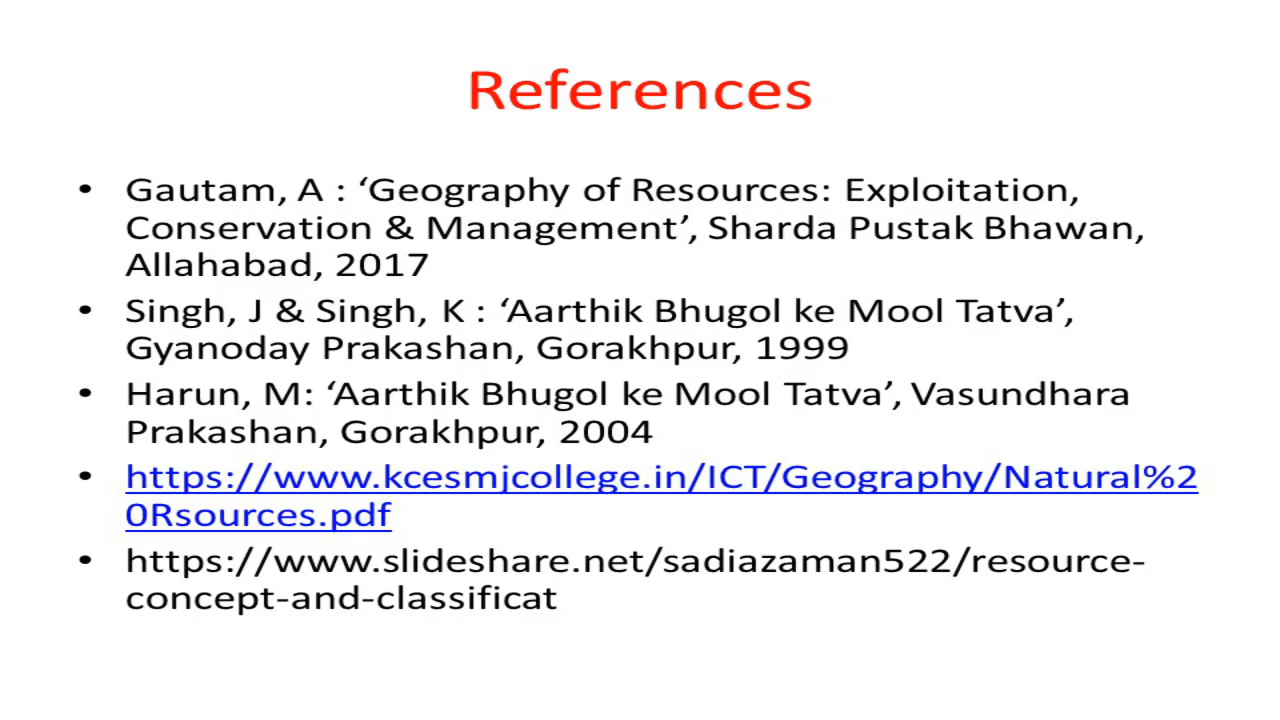 References
• Gautam, A : ‘Geography of Resources: Exploitation,
Conservation & Management’, Sharda Pustak Bhawan,
Allahabad, 2017
• Singh, J & Singh, K : ‘Aarthik Bhugol ke Mool Tatva’,
Gyanoday Prakashan, Gorakhpur, 1999
• Harun, M: ‘Aarthik Bhugol ke Mool Tatva’, Vasundhara
Prakashan, Gorakhpur, 2004
• https://www.kcesmjcollege.in/ICT/Geography/Natural%2
0Rsources.pdf
• https://www.slideshare.net/sadiazaman522/resource-
concept-and-classificat